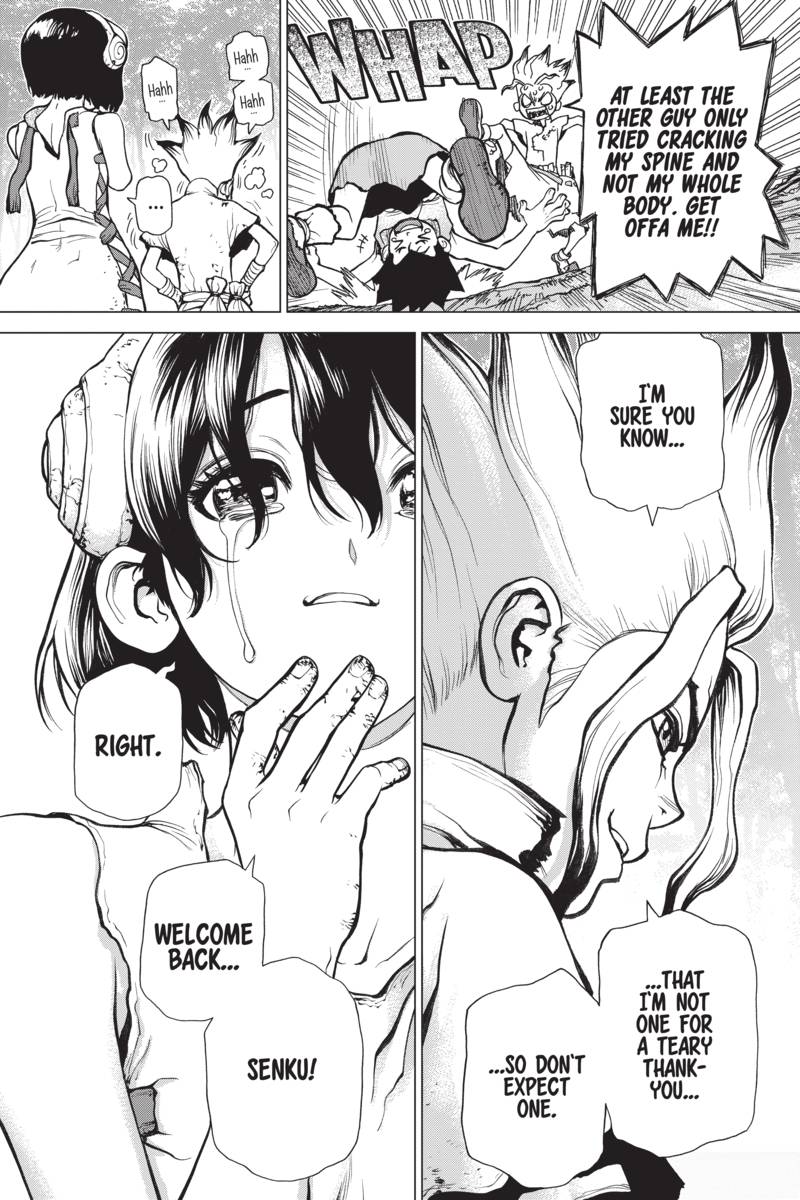 WHAP
AT LEAST THE
OTHER GUY ONLY
TRIED CRACKING
MY SPINE AND
NOT MY WHOLE
BODY. GET
OFFA ME!!
Hahh
...
Hahh
...
Hahh
...
...
I'M
SURE YOU
KNOW...
...THAT
I'M NOT
ONE FOR
A TEARY
THANK-
YOU...
...SO DON'T
EXPECT
ONE.
RIGHT.
WELCOME
BACK...
SENKU!